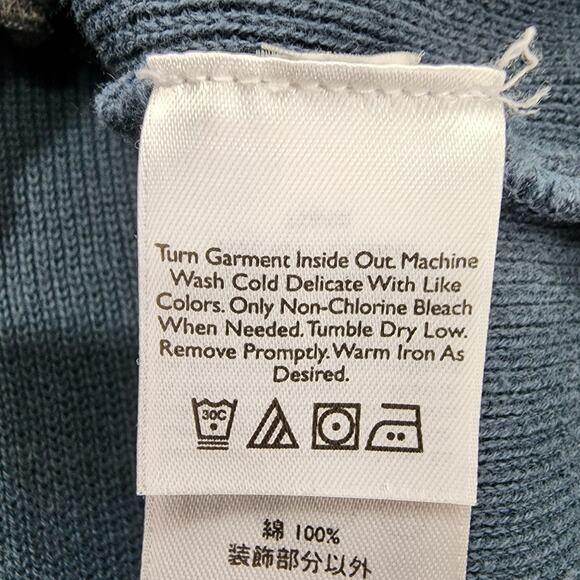 Turn Garment Inside Out. Machine
Wash Cold Delicate With Like
Colors. Only Non-Chlorine Bleach
When Needed. Tumble Dry Low.
Remove Promptly. Warm Iron As
Desired.
30C
綿 100%
装飾部分以外